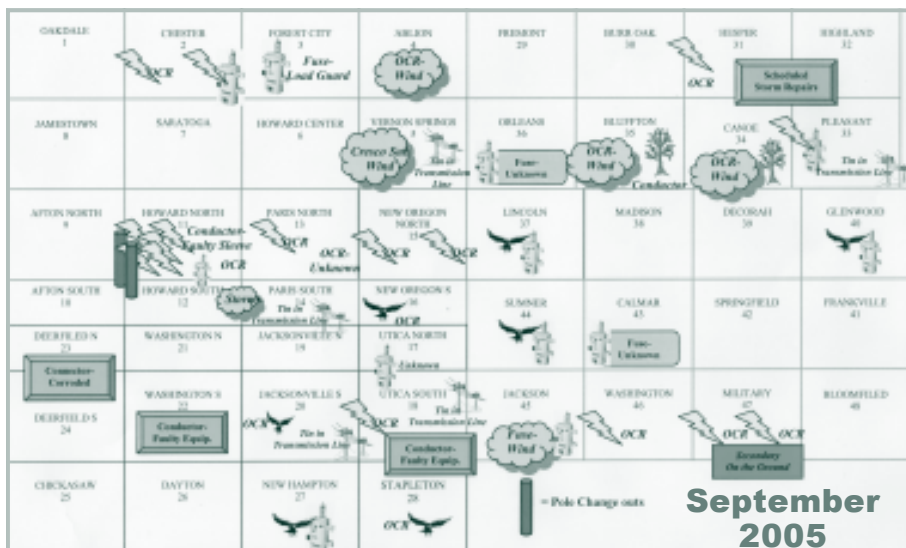 OAKDALE
1
CHESTER
2
OCR
FOREST CITY
3
Fuse-
Load Guard
ABLION
4
OCR-
Wind
FREMONT
29
BURR OAK
30
HESPER
31
OCR
HIGHLAND
32
Scheduled
Storm Repairs
JAMESTOWN
8
SARATOGA
7
HOWARD CENTER
6
VERNON SPRINGS
5
Cresco Sub
Wind
Tie in
Transmission
Line
ORLEANS
36
Fuse-
Unknown
BLUFFTON
35
OCR-
Wind
Conductor
CANOE
34
OCR-
Wind
PLEASANT
33
Tie in
Transmission Line
AFTON NORTH
9
HOWARD NORTH
Conductor-
Faulty Sleeve
OCR
PARIS NORTH
13
OCR
OCR-
Unknown
NEW OREGON
NORTH
15
OCR
LINCOLN
37
MADISON
38
DECORAH
39
GLENWOOD
40
AFTON SOUTH
10
HOWARD SOUTH
12
Storm
PARIS SOUTH
14
Tie in
Transmission Line
NEW OREGON S
16
OCR
SUMNER
44
CALMAR
43
Fuse-
Unknown
SPRINGFIELD
42
FRANKVILLE
41
DEERFILED N
23
Connector-
Corroded
WASHINGTON N
21
JACKSONVILLE N
19
UTICA NORTH
17
Unknown
DEERFIELD S
24
WASHINGTON S
22
Conductor-
Faulty Equip.
JACKSONVILLE S
20
OCR
Tie in
Transmission Line
UTICA SOUTH
18
OCR
Tie in
Transmission Line
Conductor-
Faulty Equip.
JACKSON
45
Fuse-
Wind
WASHINGTON
46
OCR
MILITARY
47
OCR
OCR
Secondary
On the Ground
BLOOMFILED
48
CHICKASAW
25
DAYTON
26
NEW HAMPTON
27
STAPLETON
28
OCR
= Pole Change outs
September
2005